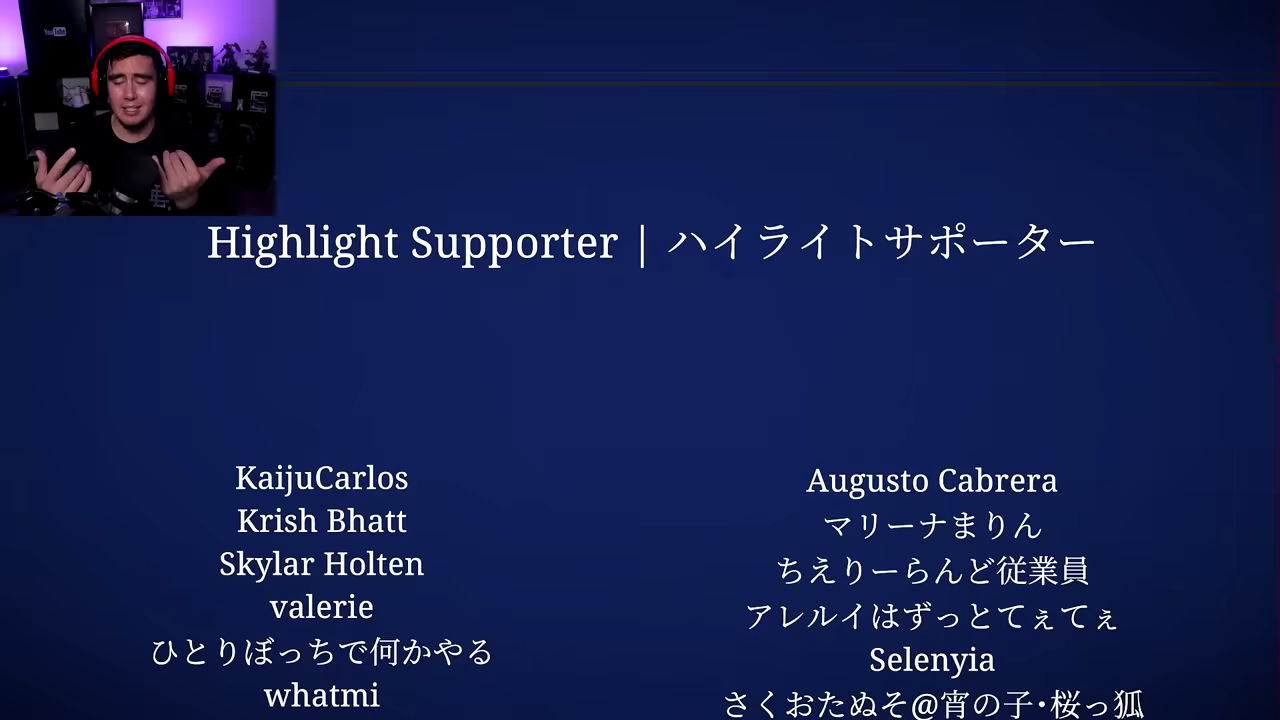 YouTube
Highlight Supporter | ハイライトサポーター
KaijuCarlos
Krish Bhatt
Skylar Holten
valerie
ひとりぼっちで何かやる
whatmi
Augusto Cabrera
マリーナまりん
ちえりーらんど従業員
アレルイはずっとてぇてぇ
Selenyia
さくおたぬそ@宵の子･桜っ狐